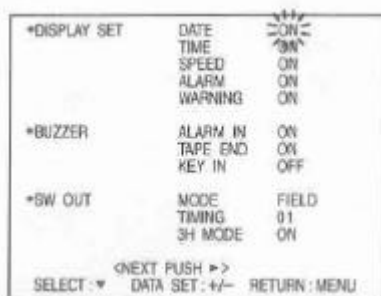 *DISPLAY SET DATE ON
TIME ON
SPEED ON
ALARM ON
WARNING ON
*BUZZER ALARM IN ON
TAPE END ON
KEY IN OFF
*SW OUT MODE FIELD
TIMING 01
3H MODE ON
<NEXT PUSH ►>
SELECT : ▼ DATA SET : +/– RETURN : MENU